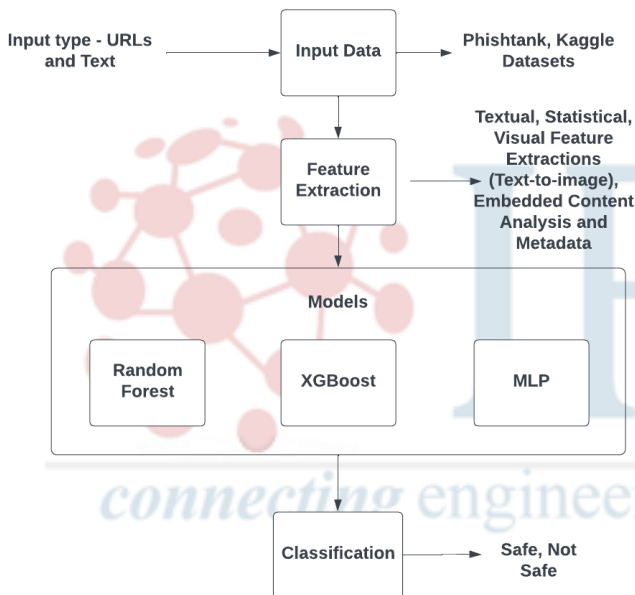 Input type - URLs
and Text
Input Data
Phishtank, Kaggle
Datasets
Feature
Extraction
Textual, Statistical,
Visual Feature
Extractions
(Text-to-image),
Embedded Content
Analysis and
Metadata
Models
Random
Forest
XGBoost
MLP
connecting engineer
Classification
Safe, Not
Safe